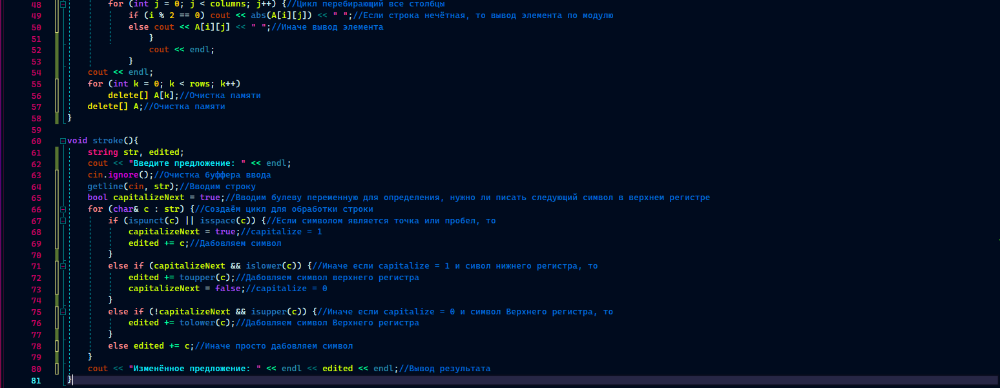 48 for (int j = 0; j < columns; j++) {//Цикл перебирающий все столбцы
49 if (i % 2 == 0) cout << abs(A[i][j]) << " ";//Если строка нечётная, то вывод элемента по модулю
50 else cout << A[i][j] << " ";//Иначе вывод элемента
51 }
52 cout << endl;
53 }
54 cout << endl;
55 for (int k = 0; k < rows; k++)
56 delete[] A[k];//Очистка памяти
57 delete[] A;//Очистка памяти
58 }
59
60 void stroke(){
61 string str, edited;
62 cout << "Введите предложение: " << endl;
63 cin.ignore();//Очистка буффера ввода
64 getline(cin, str);//Вводим строку
65 bool capitalizeNext = true;//Вводим булеву переменную для определения, нужно ли писать следующий символ в верхнем регистре
66 for (char& c : str) {//Создаём цикл для обработки строки
67 if (ispunct(c) || isspace(c)) {//Если символом является точка или пробел, то
68 capitalizeNext = true;//capitalize = 1
69 edited += c;//Дабовляем символ
70 }
71 else if (capitalizeNext && islower(c)) {//Иначе если capitalize = 1 и сивол нижнего регистра, то
72 edited += toupper(c);//Дабовляем символ верхнего регистра
73 capitalizeNext = false;//capitalize = 0
74 }
75 else if (!capitalizeNext && isupper(c)) {//Иначе если capitalize = 0 и символ Верхнего регистра, то
76 edited += tolower(c);//Дабовляем символ Верхнего регистра
77 }
78 else edited += c;//Иначе просто дабовляем символ
79 }
80 cout << "Изменённое предложение: " << endl << edited << endl;//Вывод результата
81 }